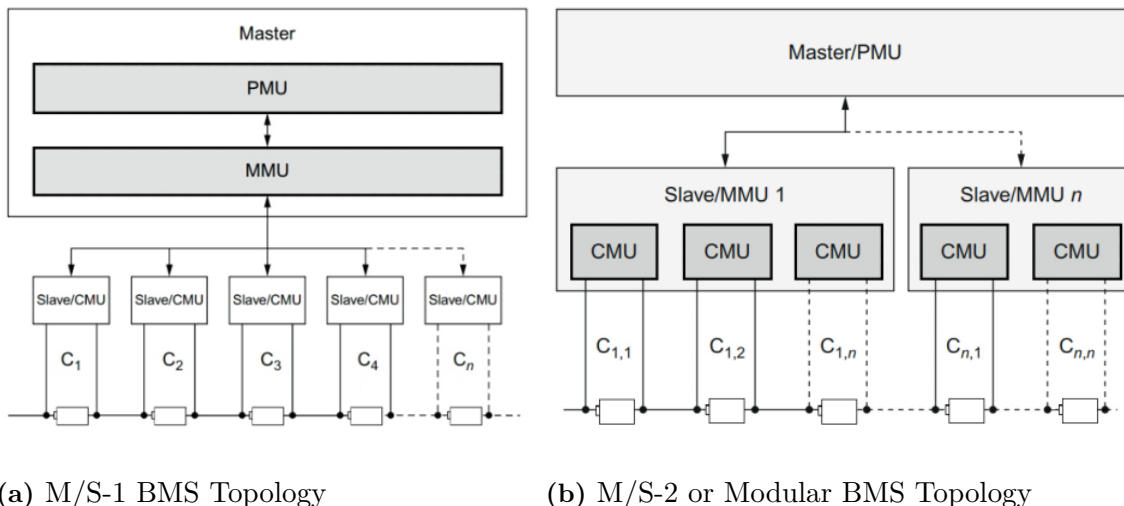 Master
PMU
MMU
Slave/CMU Slave/CMU Slave/CMU Slave/CMU Slave/CMU
C1 C2 C3 C4 Cn
(a) M/S-1 BMS Topology
Master/PMU
Slave/MMU 1 Slave/MMU n
CMU CMU CMU CMU CMU
C1,1 C1,2 C1,n Cn,1 Cn,n
(b) M/S-2 or Modular BMS Topology